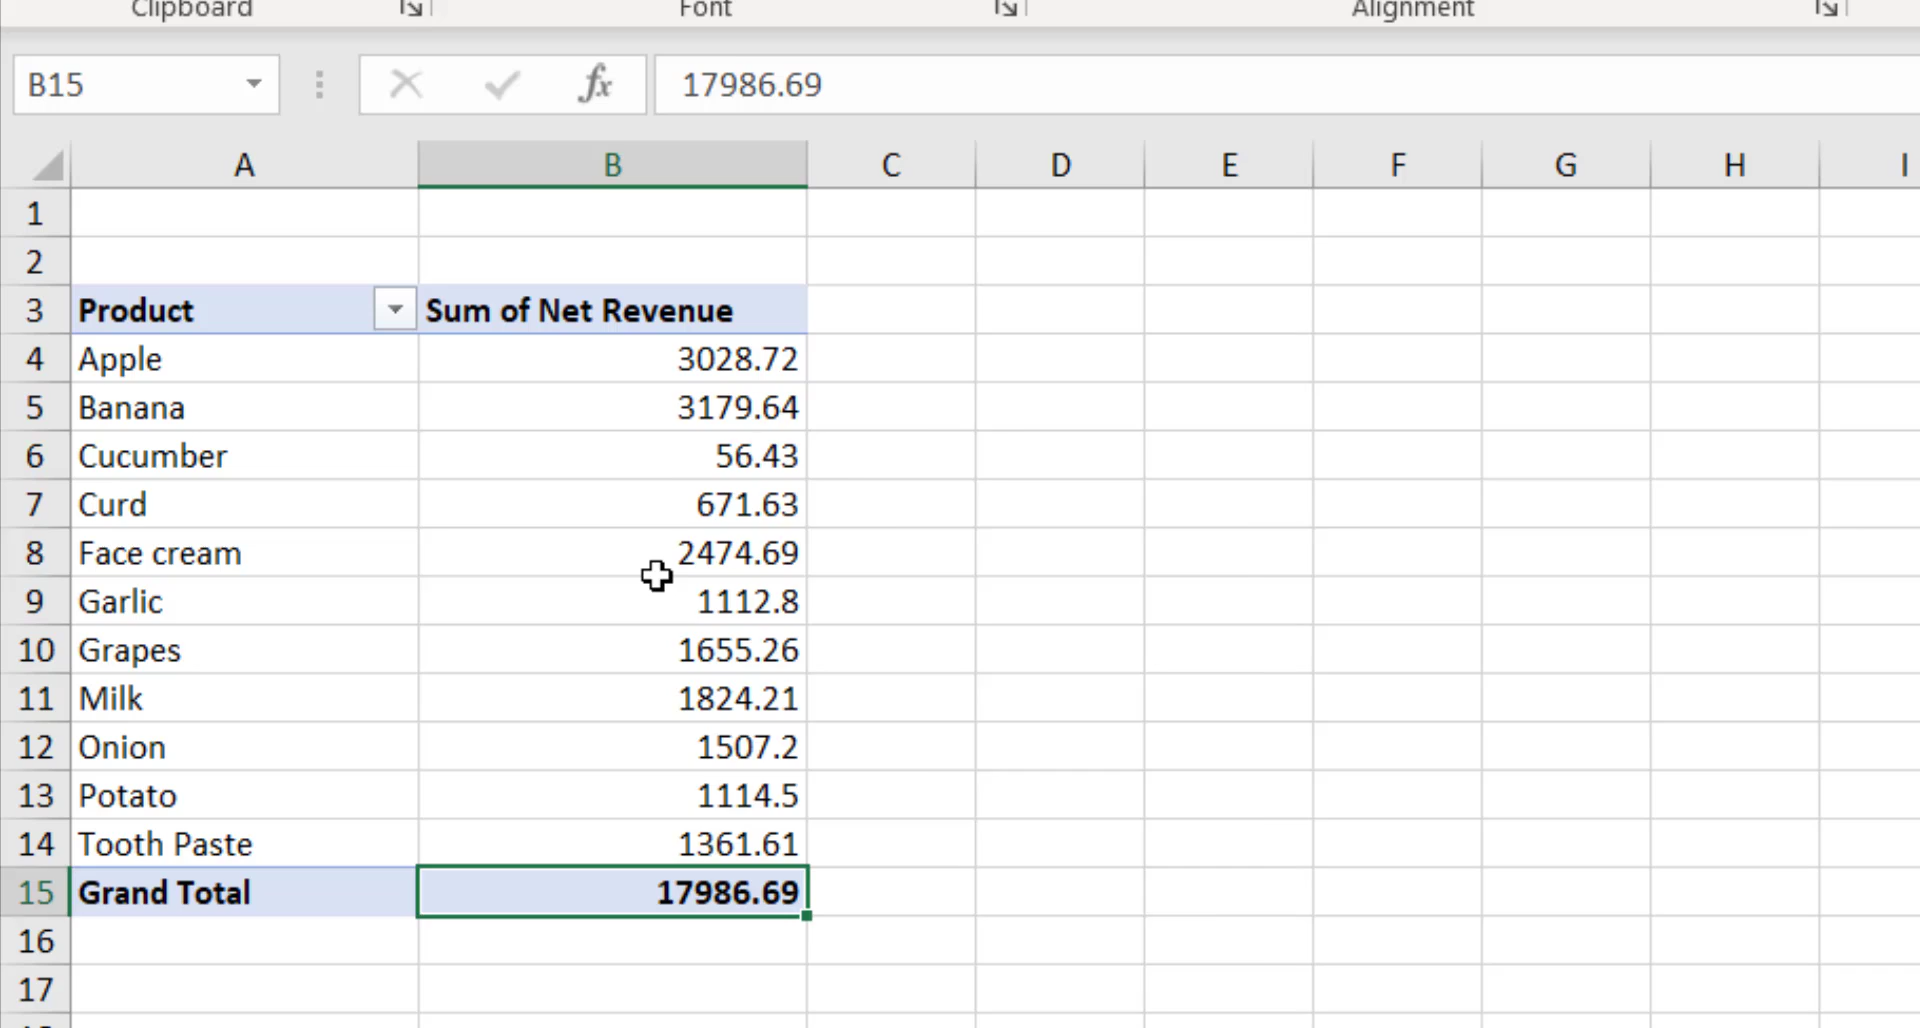 Clipboard Font Alignment
B15 fx 17986.69
A B C D E F G H I
1
2
3 Product Sum of Net Revenue
4 Apple 3028.72
5 Banana 3179.64
6 Cucumber 56.43
7 Curd 671.63
8 Face cream 2474.69
9 Garlic 1112.8
10 Grapes 1655.26
11 Milk 1824.21
12 Onion 1507.2
13 Potato 1114.5
14 Tooth Paste 1361.61
15 Grand Total 17986.69
16
17